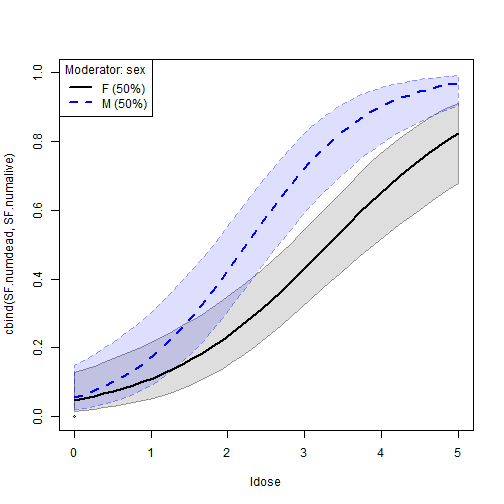 Moderator: sex
F (50%)
M (50%)
cbind(SF.numdead, SF.numalive)
1.0
0.8
0.6
0.4
0.2
0.0
0 1 2 3 4 5
ldose